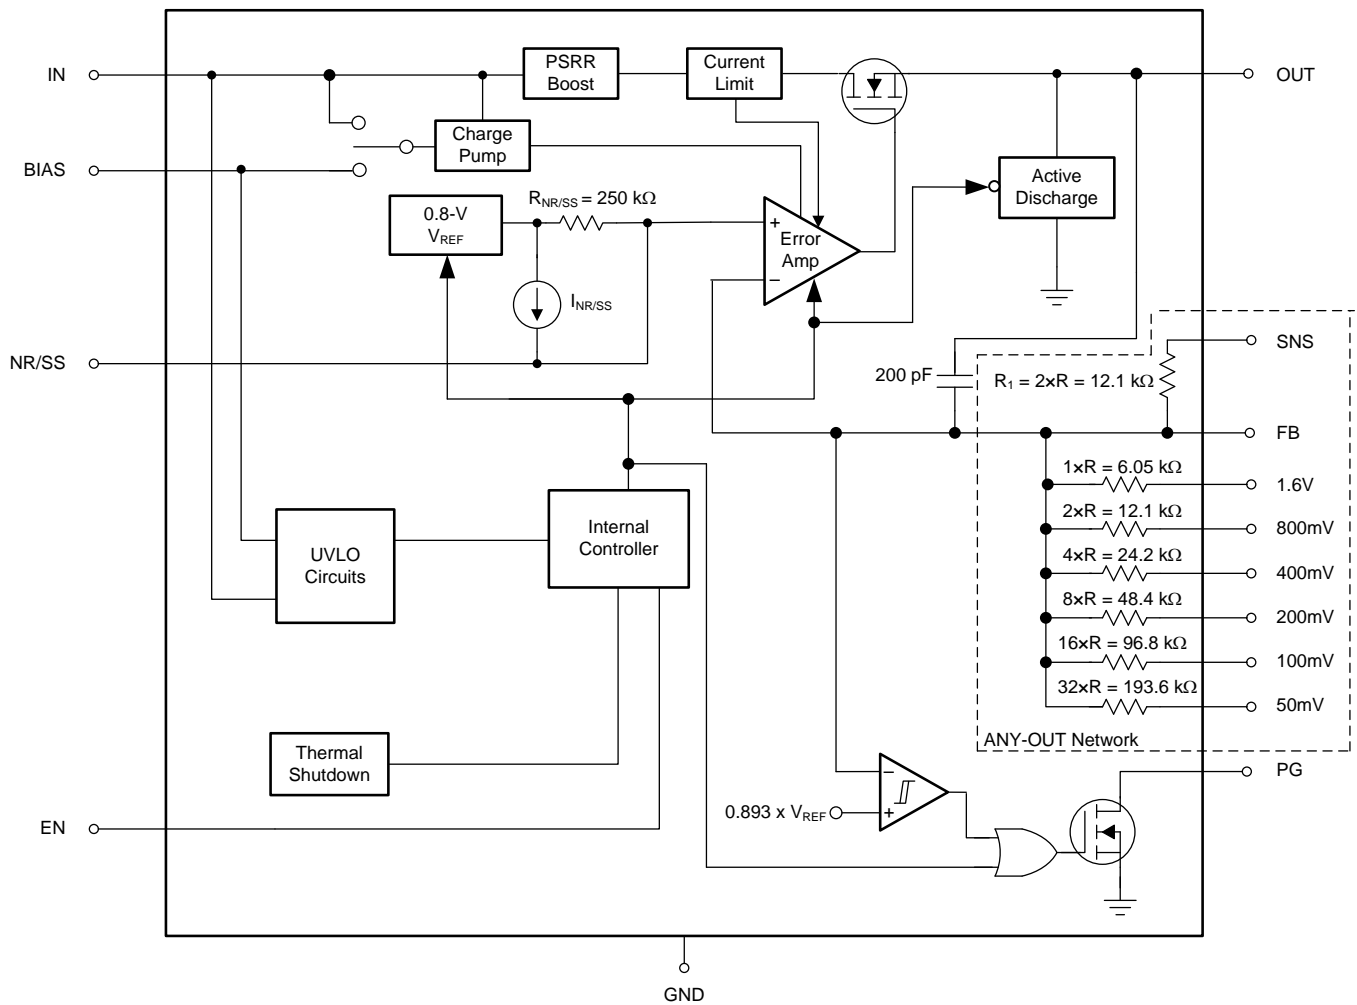 IN
PSRR
Boost
Current
Limit
OUT
Charge
Pump
BIAS
Active
Discharge
0.8-V
VREF
RNR/SS = 250 kΩ
+
Error
Amp
−
INR/SS
NR/SS
SNS
200 pF
R1 = 2×R = 12.1 kΩ
FB
1×R = 6.05 kΩ
1.6V
2×R = 12.1 kΩ
800mV
4×R = 24.2 kΩ
400mV
8×R = 48.4 kΩ
200mV
16×R = 96.8 kΩ
100mV
32×R = 193.6 kΩ
50mV
ANY-OUT Network
UVLO
Circuits
Internal
Controller
Thermal
Shutdown
PG
−
0.893 x VREF
+
EN
GND